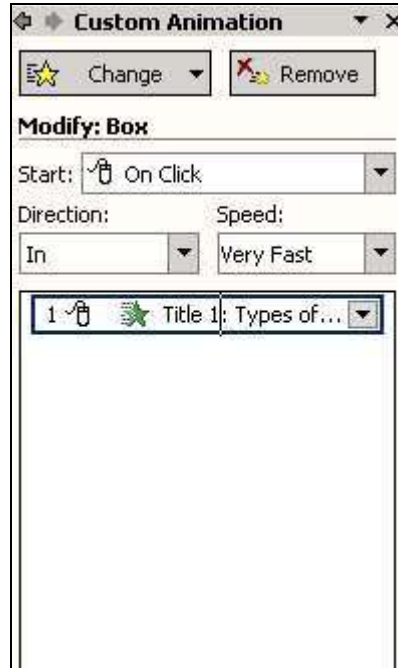 Custom Animation
Change Remove
Modify: Box
Start: On Click
Direction: Speed:
In Very Fast
1 Title 1: Types of...